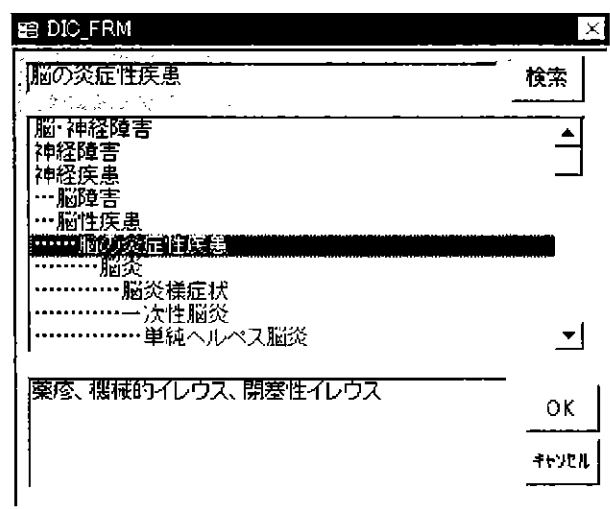 DIC_FRM
脳の炎症性疾患
検索
脳・神経障害
神経障害
神経疾患
…脳障害
…脳性疾患
……脳の炎症性疾患
………脳炎
…………脳炎様症状
……………一次性脳炎
……………単純ヘルペス脳炎
薬疹、機械的イレウス、閉塞性イレウス
OK
キャンセル